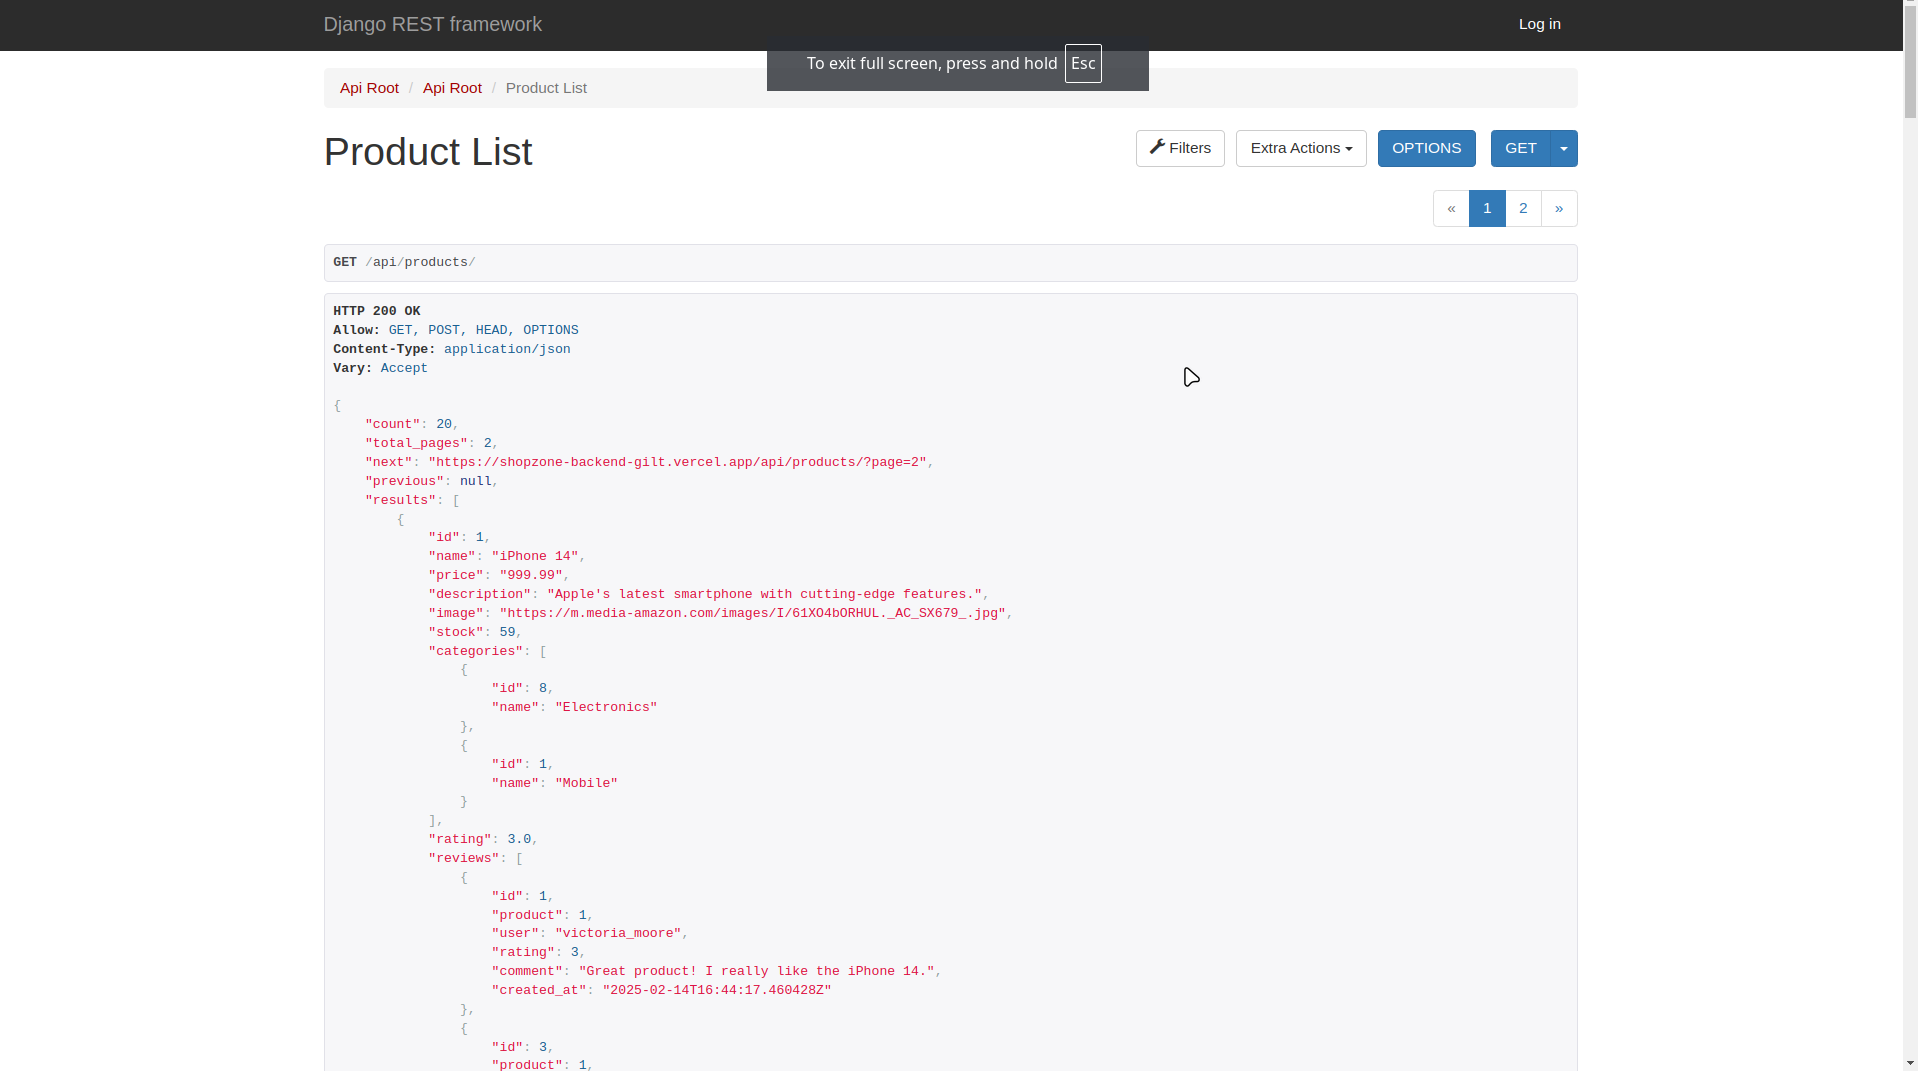 Django REST framework
Log in
To exit full screen, press and hold Esc
Api Root / Api Root / Product List
Product List
Filters
Extra Actions
OPTIONS
GET
« 1 2 »
GET /api/products/
HTTP 200 OK
Allow: GET, POST, HEAD, OPTIONS
Content-Type: application/json
Vary: Accept
{
    "count": 20,
    "total_pages": 2,
    "next": "https://shopzone-backend-gilt.vercel.app/api/products/?page=2",
    "previous": null,
    "results": [
        {
            "id": 1,
            "name": "iPhone 14",
            "price": "999.99",
            "description": "Apple's latest smartphone with cutting-edge features.",
            "image": "https://m.media-amazon.com/images/I/61XO4bORHUL._AC_SX679_.jpg",
            "stock": 59,
            "categories": [
                {
                    "id": 8,
                    "name": "Electronics"
                },
                {
                    "id": 1,
                    "name": "Mobile"
                }
            ],
            "rating": 3.0,
            "reviews": [
                {
                    "id": 1,
                    "product": 1,
                    "user": "victoria_moore",
                    "rating": 3,
                    "comment": "Great product! I really like the iPhone 14.",
                    "created_at": "2025-02-14T16:44:17.460428Z"
                },
                {
                    "id": 3,
                    "product": 1,